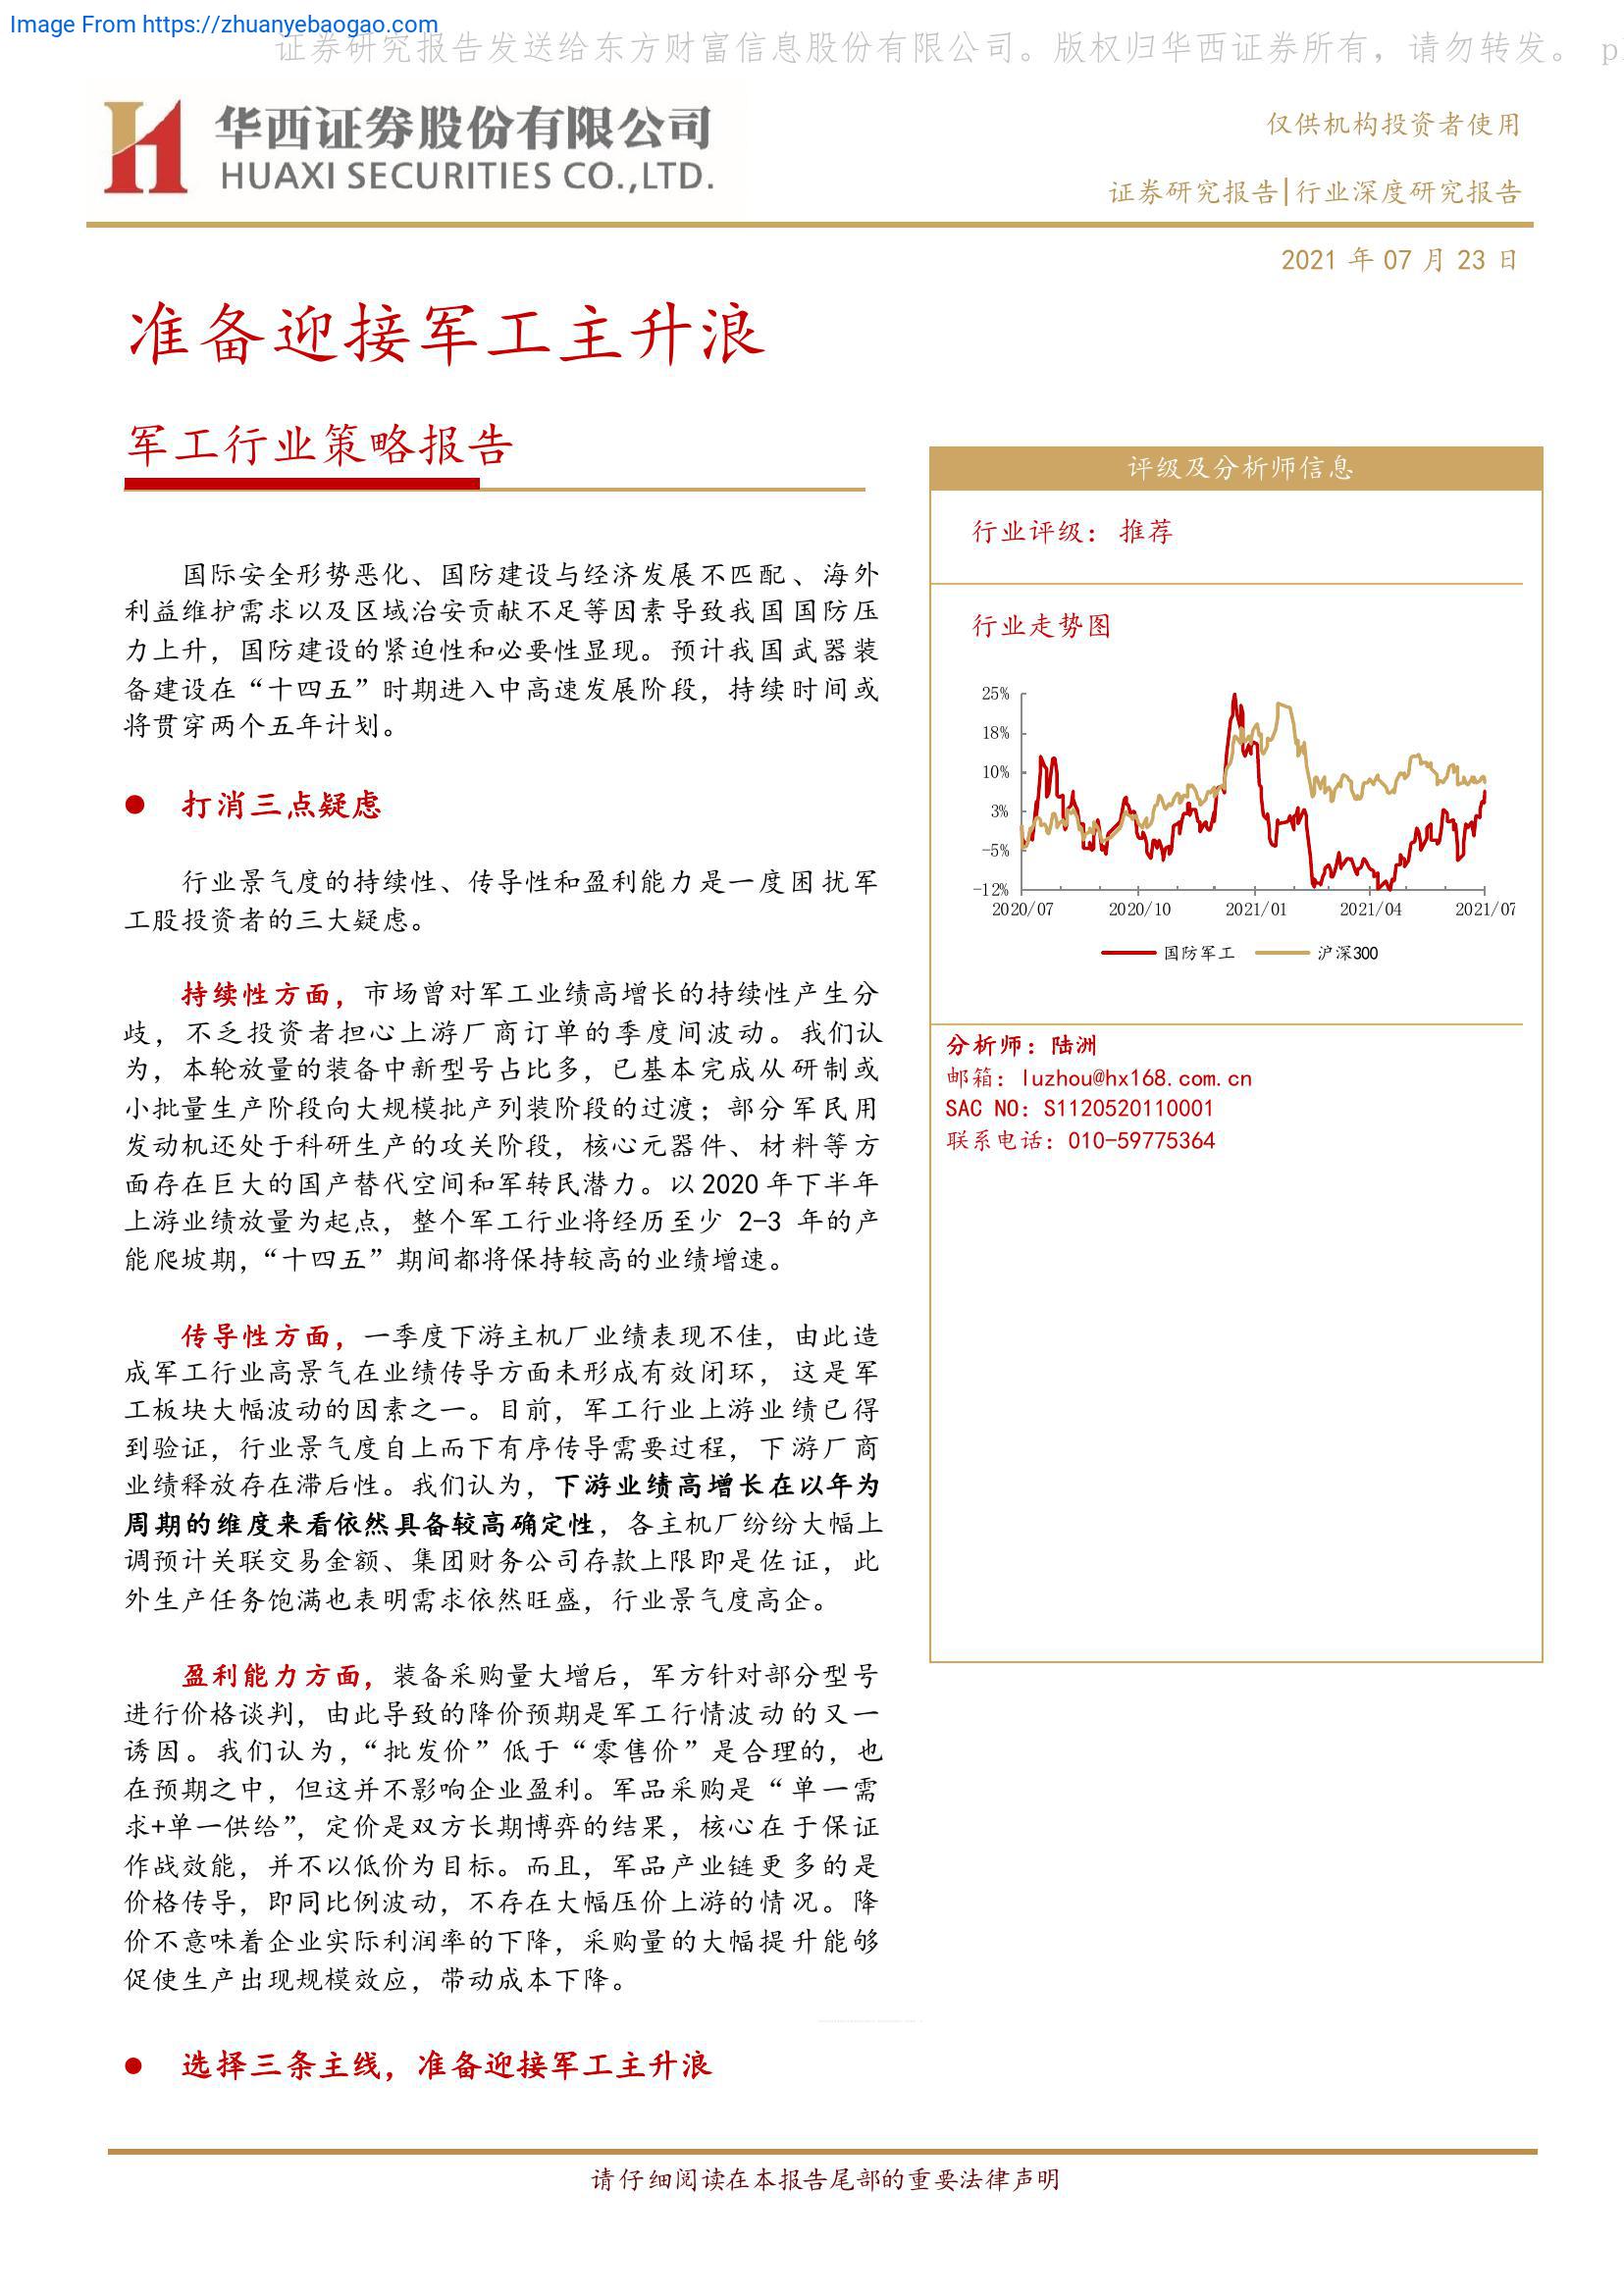 Image From https://zhuanyebaogao.com
证券研究报告发送给东方财富信息股份有限公司。版权归华西证券所有，请勿转发。 p
华西证券股份有限公司
HUAXI SECURITIES CO.,LTD.
仅供机构投资者使用
证券研究报告|行业深度研究报告
2021 年 07 月 23 日
准备迎接军工主升浪
军工行业策略报告
国际安全形势恶化、国防建设与经济发展不匹配、海外
利益维护需求以及区域治安贡献不足等因素导致我国国防压
力上升，国防建设的紧迫性和必要性显现。预计我国武器装
备建设在“十四五”时期进入中高速发展阶段，持续时间或
将贯穿两个五年计划。
● 打消三点疑虑
行业景气度的持续性、传导性和盈利能力是一度困扰军
工股投资者的三大疑虑。
持续性方面，市场曾对军工业绩高增长的持续性产生分
歧，不乏投资者担心上游厂商订单的季度间波动。我们认
为，本轮放量的装备中新型号占比多，已基本完成从研制或
小批量生产阶段向大规模批产列装阶段的过渡；部分军民用
发动机还处于科研生产的攻关阶段，核心元器件、材料等方
面存在巨大的国产替代空间和军转民潜力。以 2020 年下半年
上游业绩放量为起点，整个军工行业将经历至少 2-3 年的产
能爬坡期，“十四五”期间都将保持较高的业绩增速。
传导性方面，一季度下游主机厂业绩表现不佳，由此造
成军工行业高景气在业绩传导方面未形成有效闭环，这是军
工板块大幅波动的因素之一。目前，军工行业上游业绩已得
到验证，行业景气度自上而下有序传导需要过程，下游厂商
业绩释放存在滞后性。我们认为，下游业绩高增长在以年为
周期的维度来看依然具备较高确定性，各主机厂纷纷大幅上
调预计关联交易金额、集团财务公司存款上限即是佐证，此
外生产任务饱满也表明需求依然旺盛，行业景气度高企。
盈利能力方面，装备采购量大增后，军方针对部分型号
进行价格谈判，由此导致的降价预期是军工行情波动的又一
诱因。我们认为，“批发价”低于“零售价”是合理的，也
在预期之中，但这并不影响企业盈利。军品采购是“单一需
求+单一供给”，定价是双方长期博弈的结果，核心在于保证
作战效能，并不以低价为目标。而且，军品产业链更多的是
价格传导，即同比例波动，不存在大幅压价上游的情况。降
价不意味着企业实际利润率的下降，采购量的大幅提升能够
促使生产出现规模效应，带动成本下降。
● 选择三条主线，准备迎接军工主升浪
评级及分析师信息
行业评级： 推荐
行业走势图
25%
18%
10%
3%
-5%
-12%
2020/07 2020/10 2021/01 2021/04 2021/07
国防军工 沪深300
分析师：陆洲
邮箱：luzhou@hx168.com.cn
SAC NO：S1120520110001
联系电话：010-59775364
请仔细阅读在本报告尾部的重要法律声明